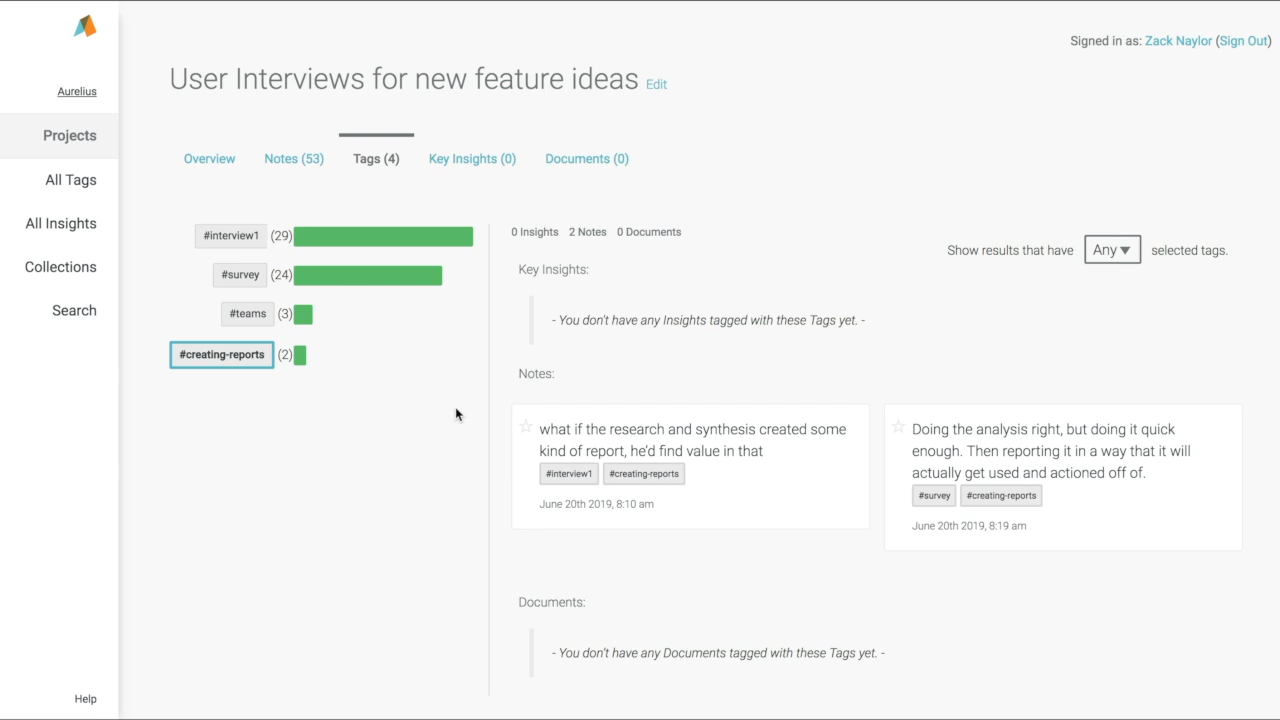 Signed in as: Zack Naylor (Sign Out)
User Interviews for new feature ideas Edit
Aurelius
Projects
All Tags
All Insights
Collections
Search
Help
Overview
Notes (53)
Tags (4)
Key Insights (0)
Documents (0)
#interview1 (29)
#survey (24)
#teams (3)
#creating-reports (2)
0 Insights 2 Notes 0 Documents
Show results that have Any ▼ selected tags.
Key Insights:
- You don't have any Insights tagged with these Tags yet. -
Notes:
what if the research and synthesis created some
kind of report, he'd find value in that
#interview1 #creating-reports
June 20th 2019, 8:10 am
Doing the analysis right, but doing it quick
enough. Then reporting it in a way that it will
actually get used and actioned off of.
#survey #creating-reports
June 20th 2019, 8:19 am
Documents:
- You don't have any Documents tagged with these Tags yet. -